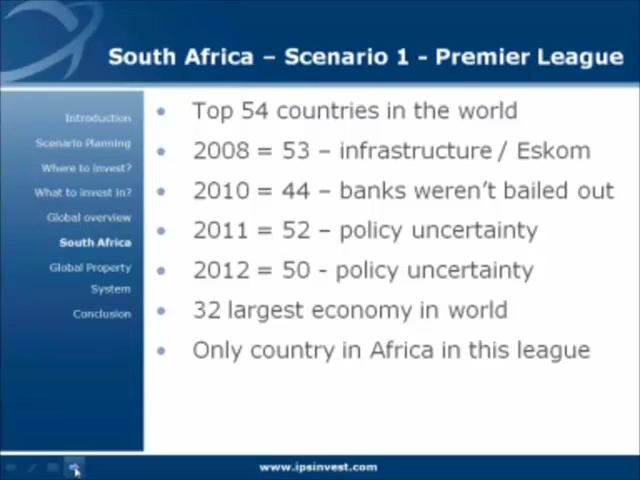 South Africa – Scenario 1 - Premier League
Introduction
Scenario Planning
Where to invest?
What to invest in?
Global overview
South Africa
Global Property
System
Conclusion
Top 54 countries in the world
2008 = 53 – infrastructure / Eskom
2010 = 44 – banks weren't bailed out
2011 = 52 – policy uncertainty
2012 = 50 - policy uncertainty
32 largest economy in world
Only country in Africa in this league
www.ipsinvest.com